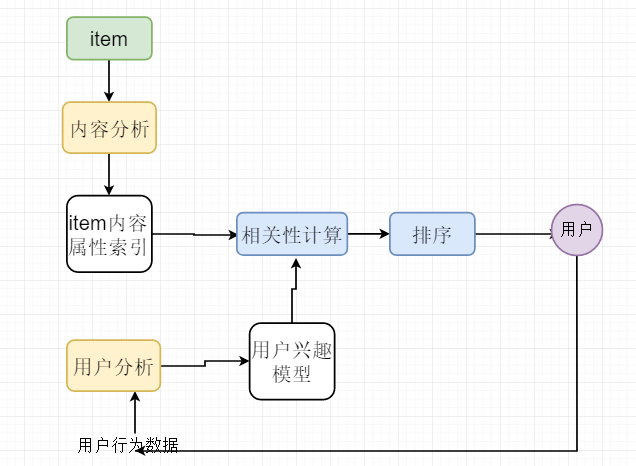 item
内容分析
item内容
属性索引
相关性计算
排序
用户
用户分析
用户兴趣
模型
用户行为数据